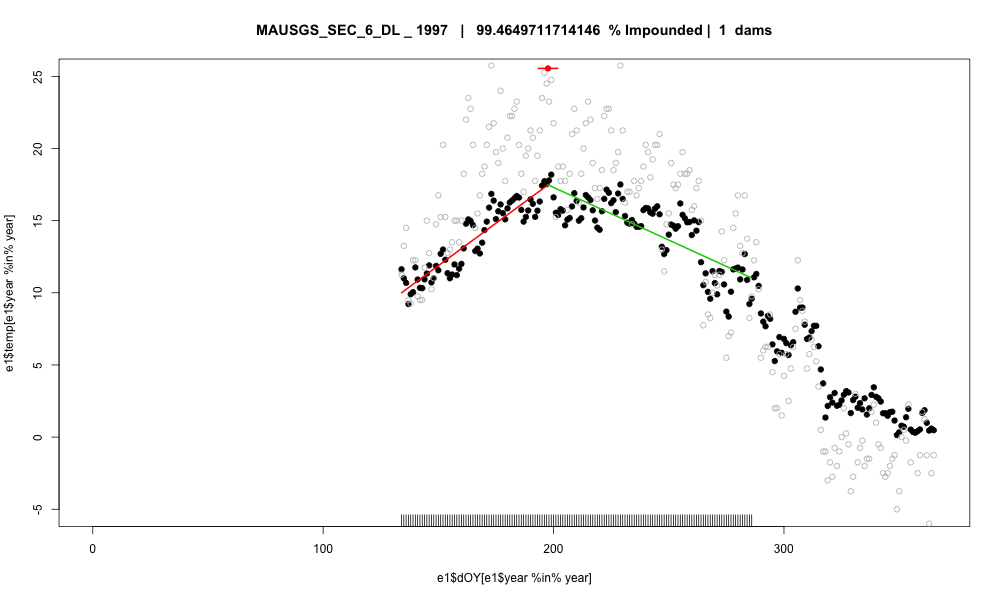 MAUSGS_SEC_6_DL _ 1997 | 99.4649711714146 % Impounded | 1 dams
e1$temp[e1$year %in% year]
25
20
15
10
5
0
-5
0 100 200 300
e1$dOY[e1$year %in% year]